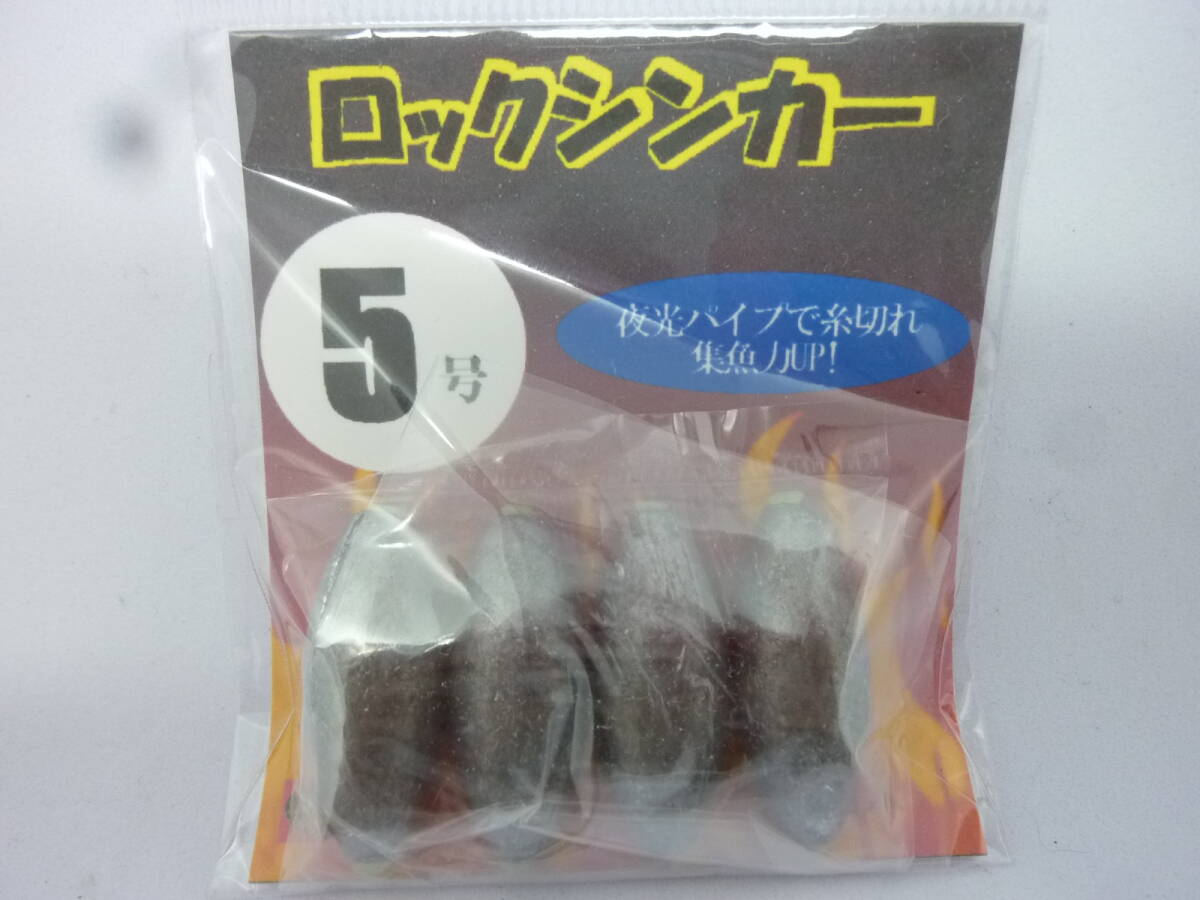 ロックシンカー
5号
夜光パイプで糸切れ
集魚力UP!